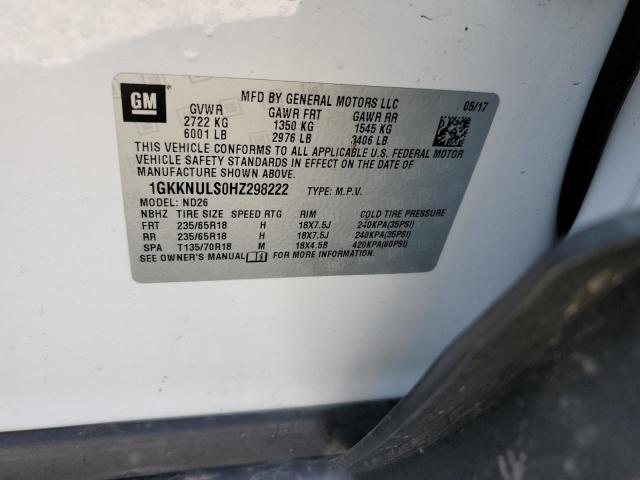 GM
MFD BY GENERAL MOTORS LLC 05/17
GVWR GAWR FRT GAWR RR
2722 KG 1350 KG 1545 KG
6001 LB 2976 LB 3406 LB
THIS VEHICLE CONFORMS TO ALL APPLICABLE U.S. FEDERAL MOTOR
VEHICLE SAFETY STANDARDS IN EFFECT ON THE DATE OF
MANUFACTURE SHOWN ABOVE.
1GKKNULS0HZ298222 TYPE: M.P.V.
MODEL: ND26
NBHZ TIRE SIZE SPEED RTG RIM COLD TIRE PRESSURE
FRT 235/65R18 H 18X7.5J 240KPA(35PSI)
RR 235/65R18 H 18X7.5J 240KPA(35PSI)
SPA T135/70R18 M 18X4.5B 420KPA(60PSI)
SEE OWNER'S MANUAL FOR MORE INFORMATION.